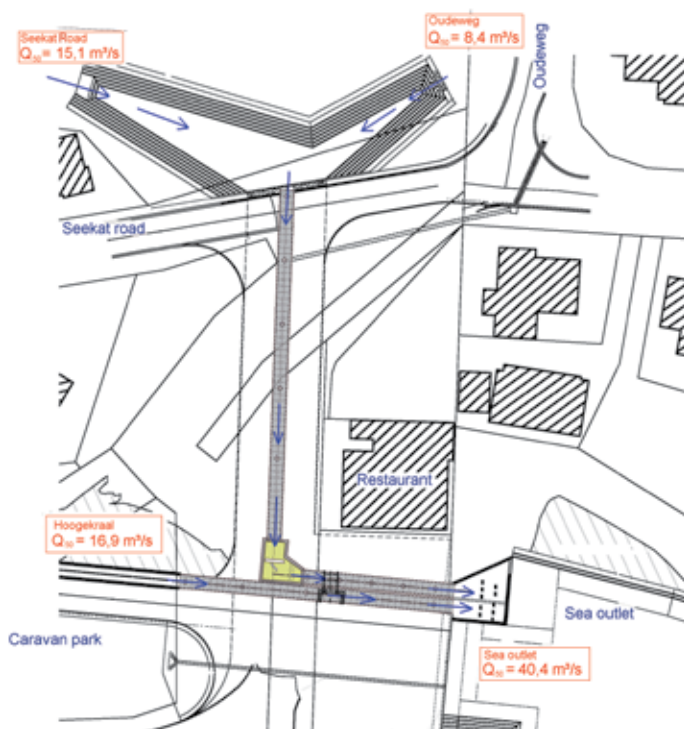 Seekat Road
Q₅₀ = 15,1 m³/s
Oudeweg
Q₅₀ = 8,4 m³/s
Oudeweg
Seekat road
Restaurant
Hoogekraal
Q₅₀ = 16,9 m³/s
Sea outlet
Caravan park
Sea outlet
Q₅₀ = 40,4 m³/s